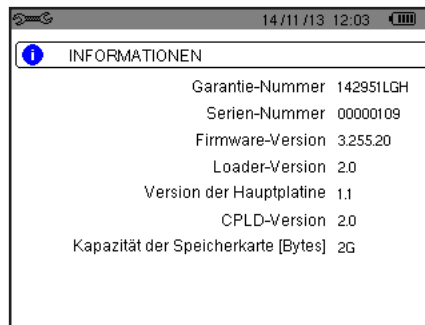 14/11/13 12:03
INFORMATIONEN
Garantie-Nummer 142951LGH
Serien-Nummer 00000109
Firmware-Version 3.255.20
Loader-Version 2.0
Version der Hauptplatine 1.1
CPLD-Version 2.0
Kapazität der Speicherkarte [Bytes] 2G